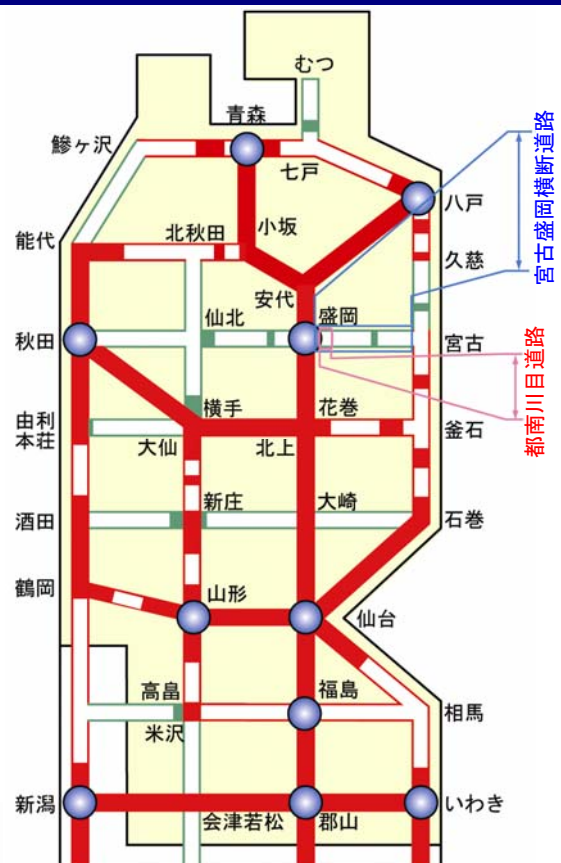 むつ
青森
鰺ヶ沢
七戸
八戸
小坂
能代
北秋田
久慈
安代
宮古盛岡横断道路
仙北
盛岡
秋田
宮古
都南川目道路
横手
花巻
由利
本荘
大仙
北上
釜石
新庄
大崎
酒田
石巻
鶴岡
山形
仙台
高畠
福島
相馬
米沢
新潟
会津若松
郡山
いわき